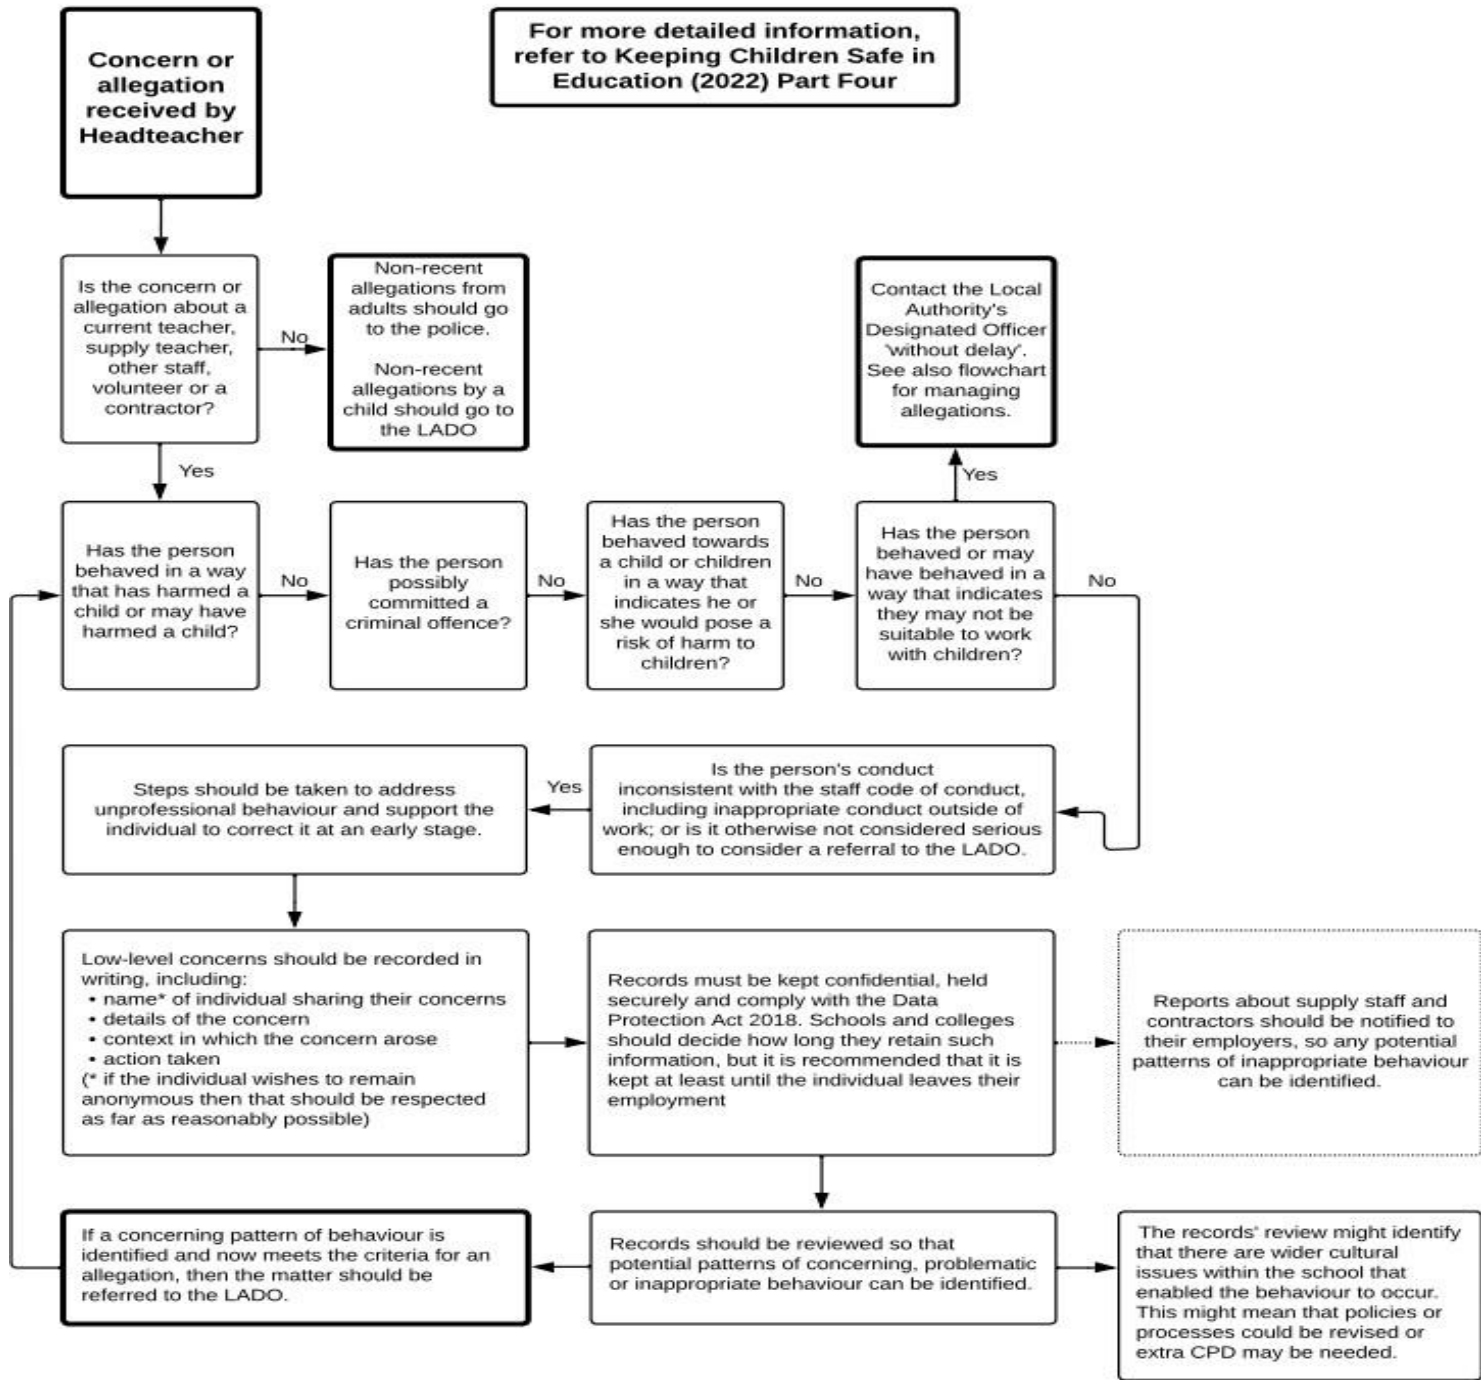 Concern or
allegation
received by
Headteacher
For more detailed information,
refer to Keeping Children Safe in
Education (2022) Part Four
Is the concern or
allegation about a
current teacher,
supply teacher,
other staff,
volunteer or a
contractor?
No
Non-recent
allegations from
adults should go
to the police.
Non-recent
allegations by a
child should go to
the LADO
Contact the Local
Authority's
Designated Officer
'without delay'.
See also flowchart
for managing
allegations.
Yes
Yes
Has the person
behaved in a way
that has harmed a
child or may have
harmed a child?
No
Has the person
possibly
committed a
criminal offence?
No
Has the person
behaved towards
a child or children
in a way that
indicates he or
she would pose a
risk of harm to
children?
No
Has the person
behaved or may
have behaved in a
way that indicates
they may not be
suitable to work
with children?
No
Is the person's conduct
inconsistent with the staff code of conduct,
including inappropriate conduct outside of
work; or is it otherwise not considered serious
enough to consider a referral to the LADO.
Yes
Steps should be taken to address
unprofessional behaviour and support the
individual to correct it at an early stage.
Low-level concerns should be recorded in
writing, including:
• name* of individual sharing their concerns
• details of the concern
• context in which the concern arose
• action taken
(* if the individual wishes to remain
anonymous then that should be respected
as far as reasonably possible)
Records must be kept confidential, held
securely and comply with the Data
Protection Act 2018. Schools and colleges
should decide how long they retain such
information, but it is recommended that it is
kept at least until the individual leaves their
employment
Reports about supply staff and
contractors should be notified to
their employers, so any potential
patterns of inappropriate behaviour
can be identified.
If a concerning pattern of behaviour is
identified and now meets the criteria for an
allegation, then the matter should be
referred to the LADO.
Records should be reviewed so that
potential patterns of concerning, problematic
or inappropriate behaviour can be identified.
The records' review might identify
that there are wider cultural
issues within the school that
enabled the behaviour to occur.
This might mean that policies or
processes could be revised or
extra CPD may be needed.